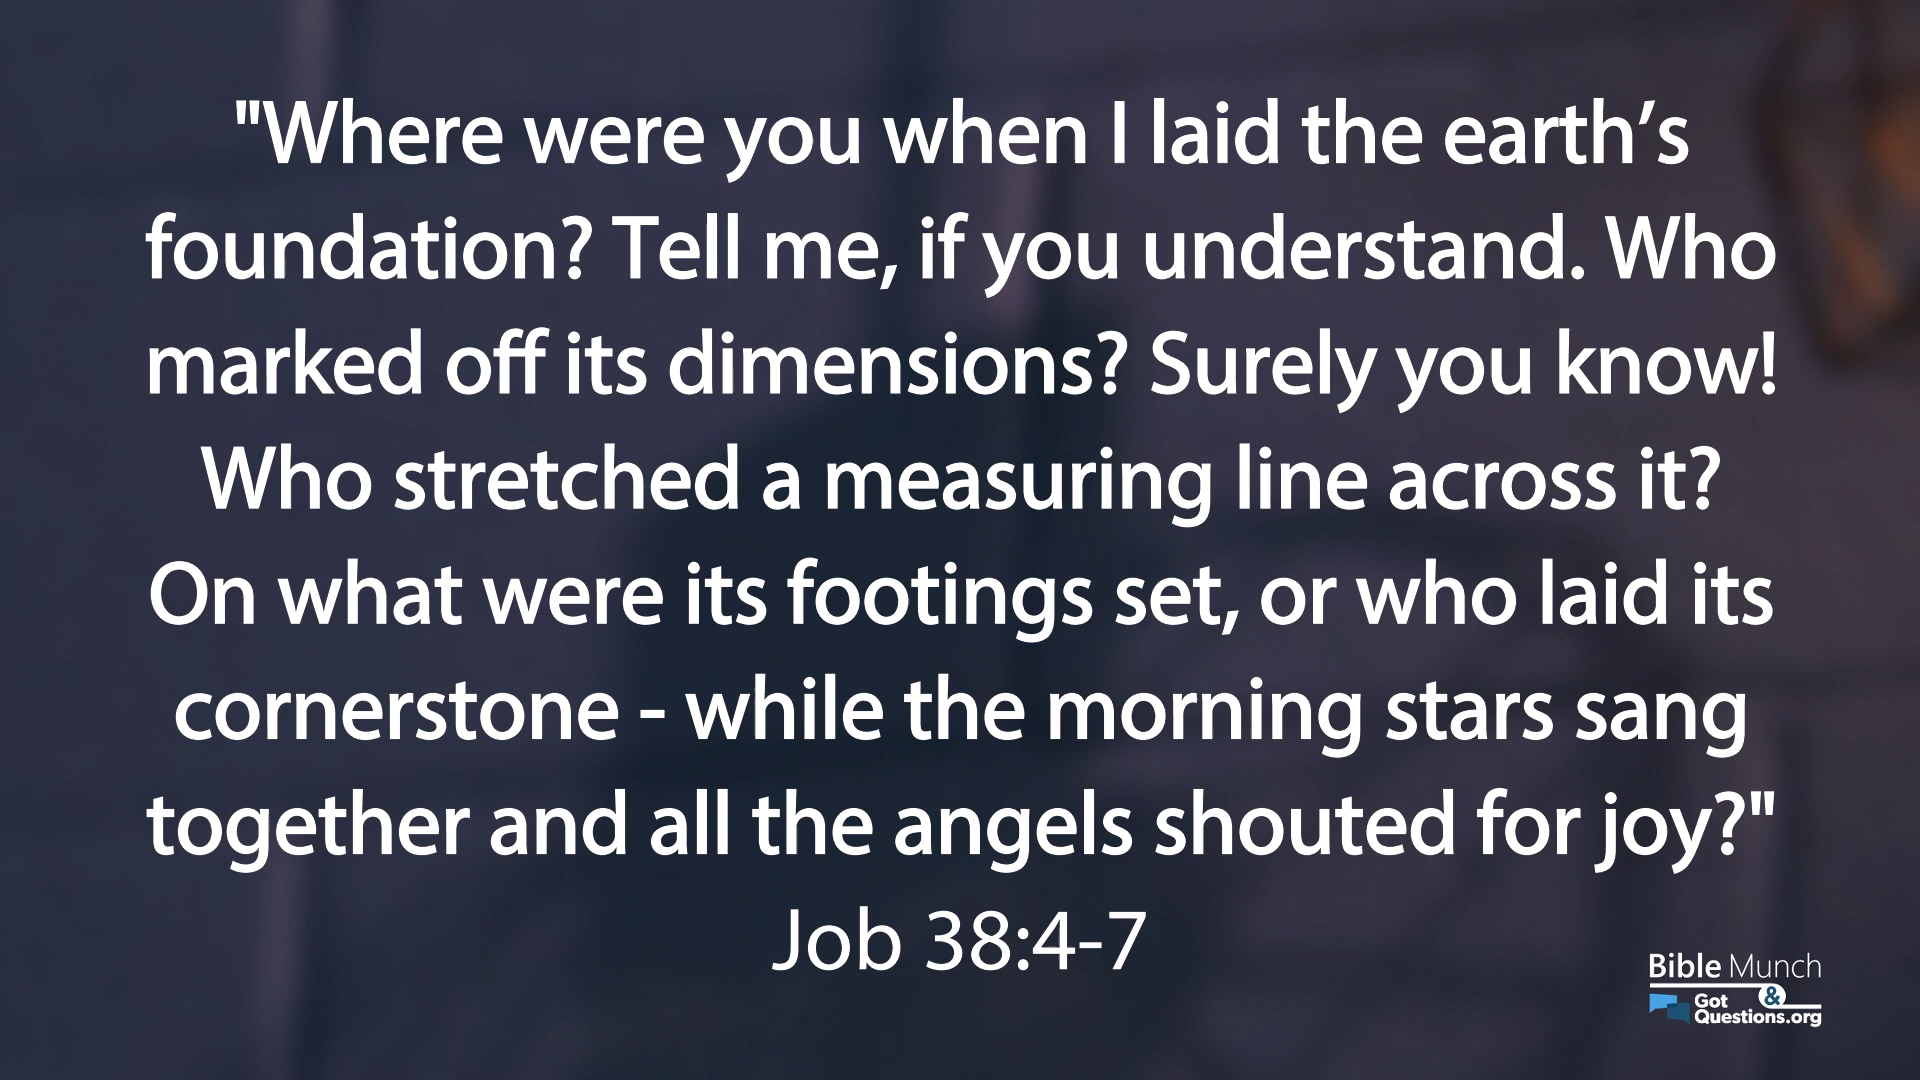 "Where were you when I laid the earth’s
foundation? Tell me, if you understand. Who
marked off its dimensions? Surely you know!
Who stretched a measuring line across it?
On what were its footings set, or who laid its
cornerstone - while the morning stars sang
together and all the angels shouted for joy?"
Job 38:4-7
Bible Munch
&
Got
Questions.org